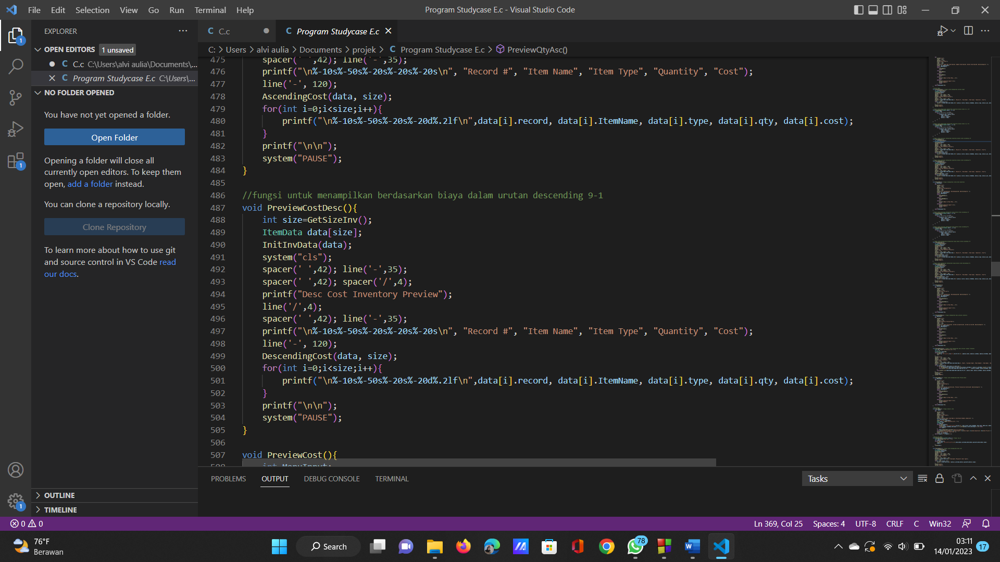 File Edit Selection View Go Run Terminal Help
Program Studycase E.c - Visual Studio Code
EXPLORER
OPEN EDITORS 1 unsaved
C.c C:\Users\alvi aulia\Documents\...
Program Studycase E.c C:\Users\...
NO FOLDER OPENED
You have not yet opened a folder.
Open Folder
Opening a folder will close all
currently open editors. To keep them
open, add a folder instead.
You can clone a repository locally.
Clone Repository
To learn more about how to use git
and source control in VS Code read
our docs.
OUTLINE
TIMELINE
C C.c
C Program Studycase E.c
C: > Users > alvi aulia > Documents > projek > C Program Studycase E.c > PreviewQtyAsc()
475 spacer(' ',42); line('-',35);
476 printf("\n%-10s%-50s%-20s%-20s%-20s\n", "Record #", "Item Name", "Item Type", "Quantity", "Cost");
477 line('-', 120);
478 AscendingCost(data, size);
479 for(int i=0;i<size;i++){
480 printf("\n%-10s%-50s%-20s%-20d%.2lf\n",data[i].record, data[i].ItemName, data[i].type, data[i].qty, data[i].cost);
481 }
482 printf("\n\n");
483 system("PAUSE");
484 }
485
486 //fungsi untuk menampilkan berdasarkan biaya dalam urutan descending 9-1
487 void PreviewCostDesc(){
488 int size=GetSizeInv();
489 ItemData data[size];
490 InitInvData(data);
491 system("cls");
492 spacer(' ',42); line('-',35);
493 spacer(' ',42); spacer('/',4);
494 printf("Desc Cost Inventory Preview");
495 line('/',4);
496 spacer(' ',42); line('-',35);
497 printf("\n%-10s%-50s%-20s%-20s%-20s\n", "Record #", "Item Name", "Item Type", "Quantity", "Cost");
498 line('-', 120);
499 DescendingCost(data, size);
500 for(int i=0;i<size;i++){
501 printf("\n%-10s%-50s%-20s%-20d%.2lf\n",data[i].record, data[i].ItemName, data[i].type, data[i].qty, data[i].cost);
502 }
503 printf("\n\n");
504 system("PAUSE");
505 }
506
507 void PreviewCost(){
508 int MenuInput;
PROBLEMS OUTPUT DEBUG CONSOLE TERMINAL
Tasks
0 0
Ln 369, Col 25 Spaces: 4 UTF-8 CRLF C Win32
76°F
Berawan
Search
78
03:11
14/01/2023
17